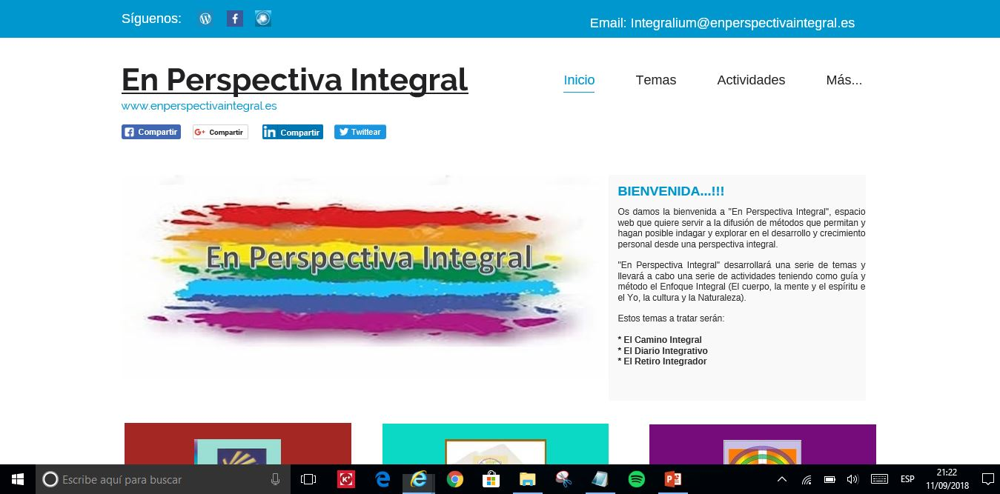 Síguenos:
Email: Integralium@enperspectivaintegral.es
En Perspectiva Integral
www.enperspectivaintegral.es
Inicio Temas Actividades Más...
Compartir Compartir Compartir Twittear
En Perspectiva Integral
BIENVENIDA...!!!
Os damos la bienvenida a "En Perspectiva Integral", espacio
web que quiere servir a la difusión de métodos que permitan y
hagan posible indagar y explorar en el desarrollo y crecimiento
personal desde una perspectiva integral.
"En Perspectiva Integral" desarrollará una serie de temas y
llevará a cabo una serie de actividades teniendo como guía y
método el Enfoque Integral (El cuerpo, la mente y el espíritu e
el Yo, la cultura y la Naturaleza).
Estos temas a tratar serán:
* El Camino Integral
* El Diario Integrativo
* El Retiro Integrador
Escribe aquí para buscar
ESP
21:22
11/09/2018